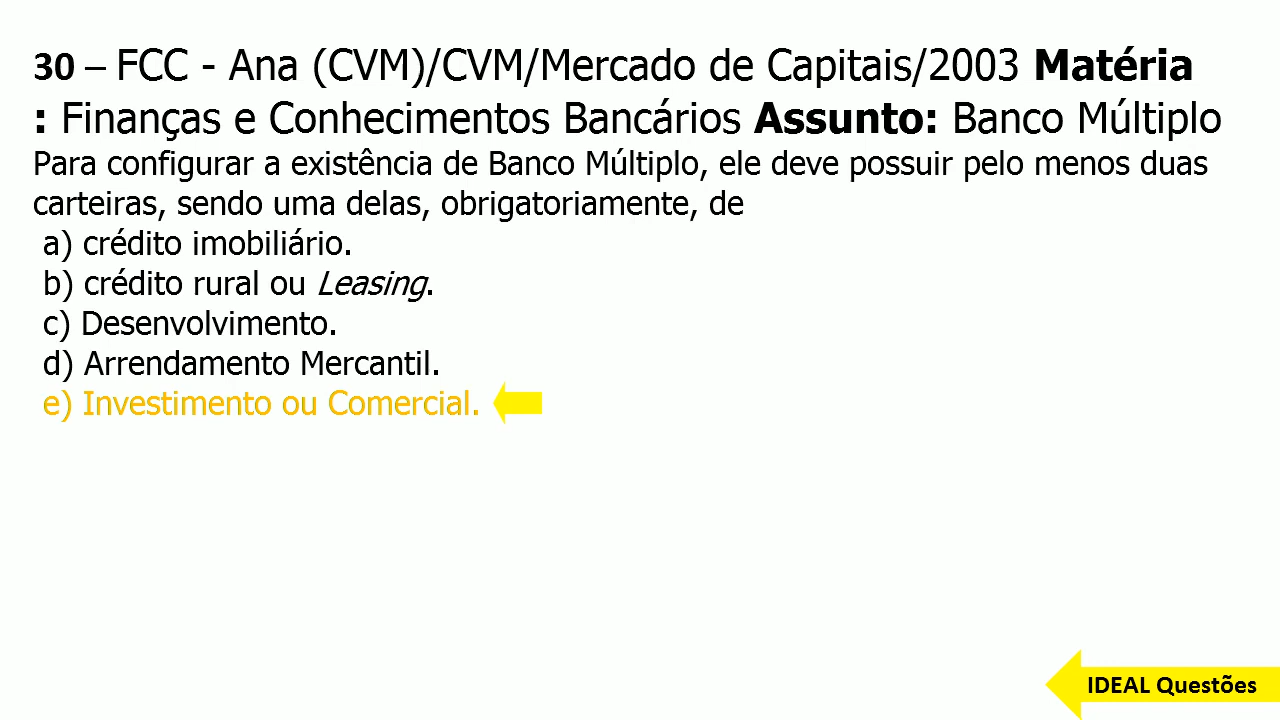 30 – FCC - Ana (CVM)/CVM/Mercado de Capitais/2003 Matéria
: Finanças e Conhecimentos Bancários Assunto: Banco Múltiplo
Para configurar a existência de Banco Múltiplo, ele deve possuir pelo menos duas
carteiras, sendo uma delas, obrigatoriamente, de
a) crédito imobiliário.
b) crédito rural ou Leasing.
c) Desenvolvimento.
d) Arrendamento Mercantil.
e) Investimento ou Comercial.
IDEAL Questões